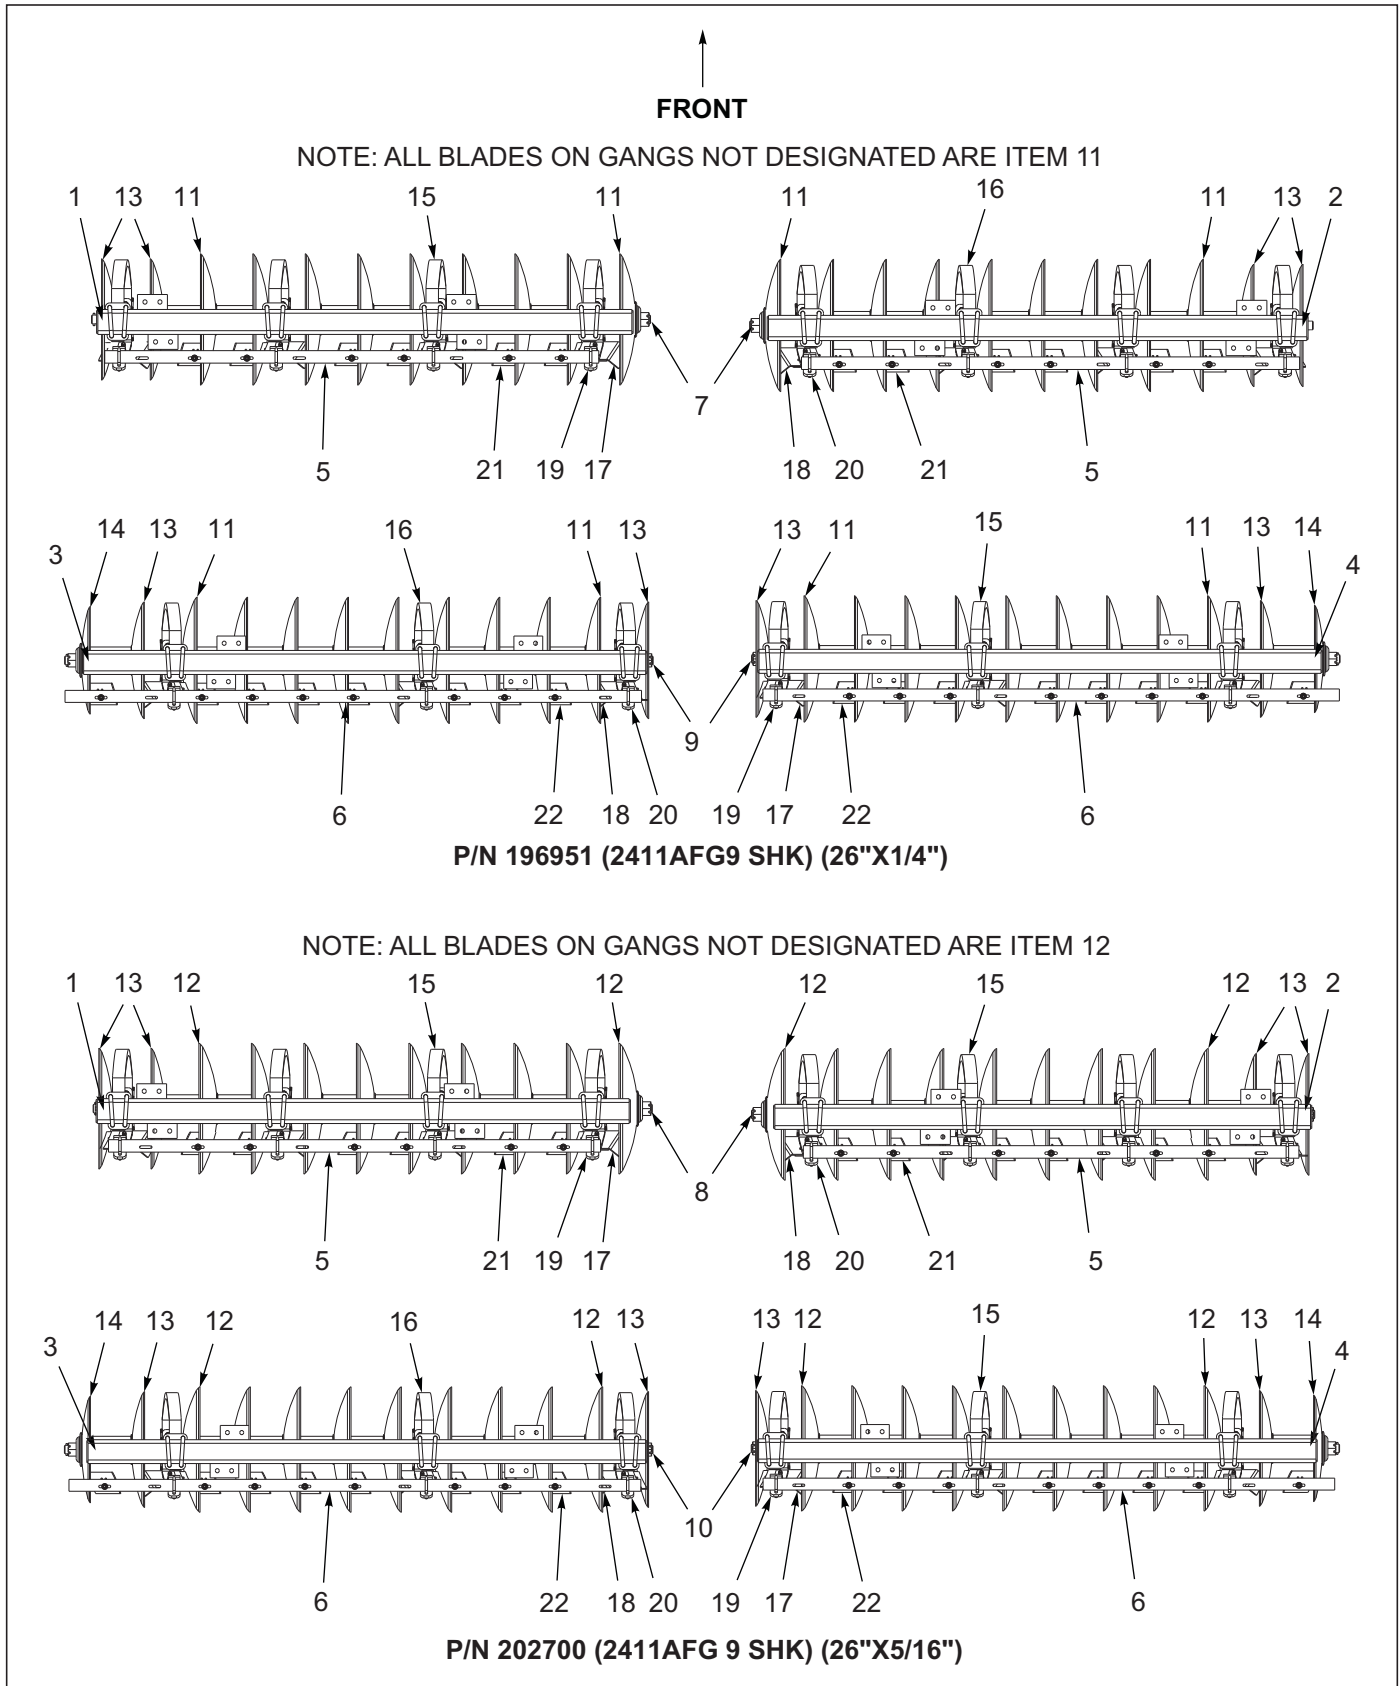 FRONT
NOTE: ALL BLADES ON GANGS NOT DESIGNATED ARE ITEM 11
1 13 11 15 11 11 16 11 13 2
7
5 21 19 17 18 20 21 5
3 14 13 11 16 11 13 13 11 15 11 13 14 4
9
6 22 18 20 19 17 22 6
P/N 196951 (2411AFG9 SHK) (26"X1/4")
NOTE: ALL BLADES ON GANGS NOT DESIGNATED ARE ITEM 12
1 13 12 15 12 12 15 12 13 2
8
5 21 19 17 18 20 21 5
3 14 13 12 16 12 13 13 12 15 12 13 14 4
10
6 22 18 20 19 17 22 6
P/N 202700 (2411AFG 9 SHK) (26"X5/16")